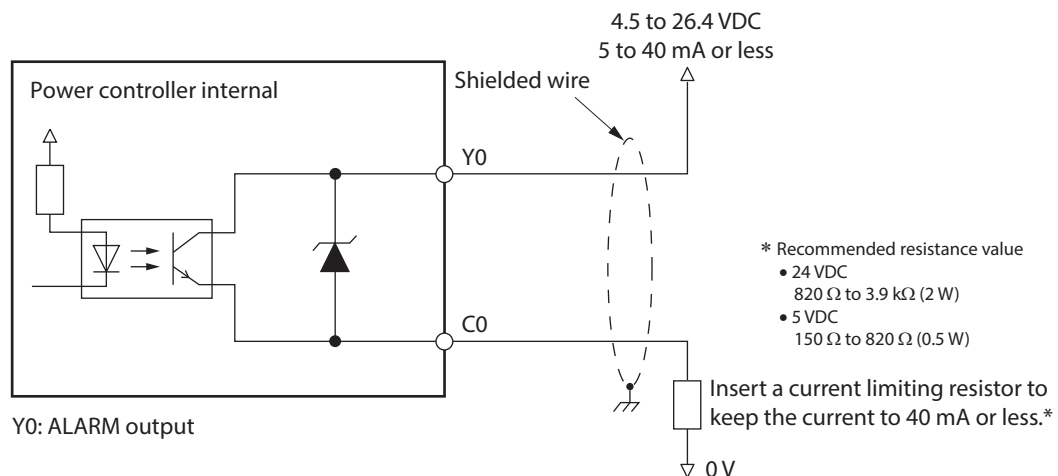 4.5 to 26.4 VDC
5 to 40 mA or less
Shielded wire
Power controller internal
Y0
* Recommended resistance value
• 24 VDC
820 Ω to 3.9 kΩ (2 W)
• 5 VDC
150 Ω to 820 Ω (0.5 W)
C0
Insert a current limiting resistor to
keep the current to 40 mA or less.*
Y0: ALARM output
0 V